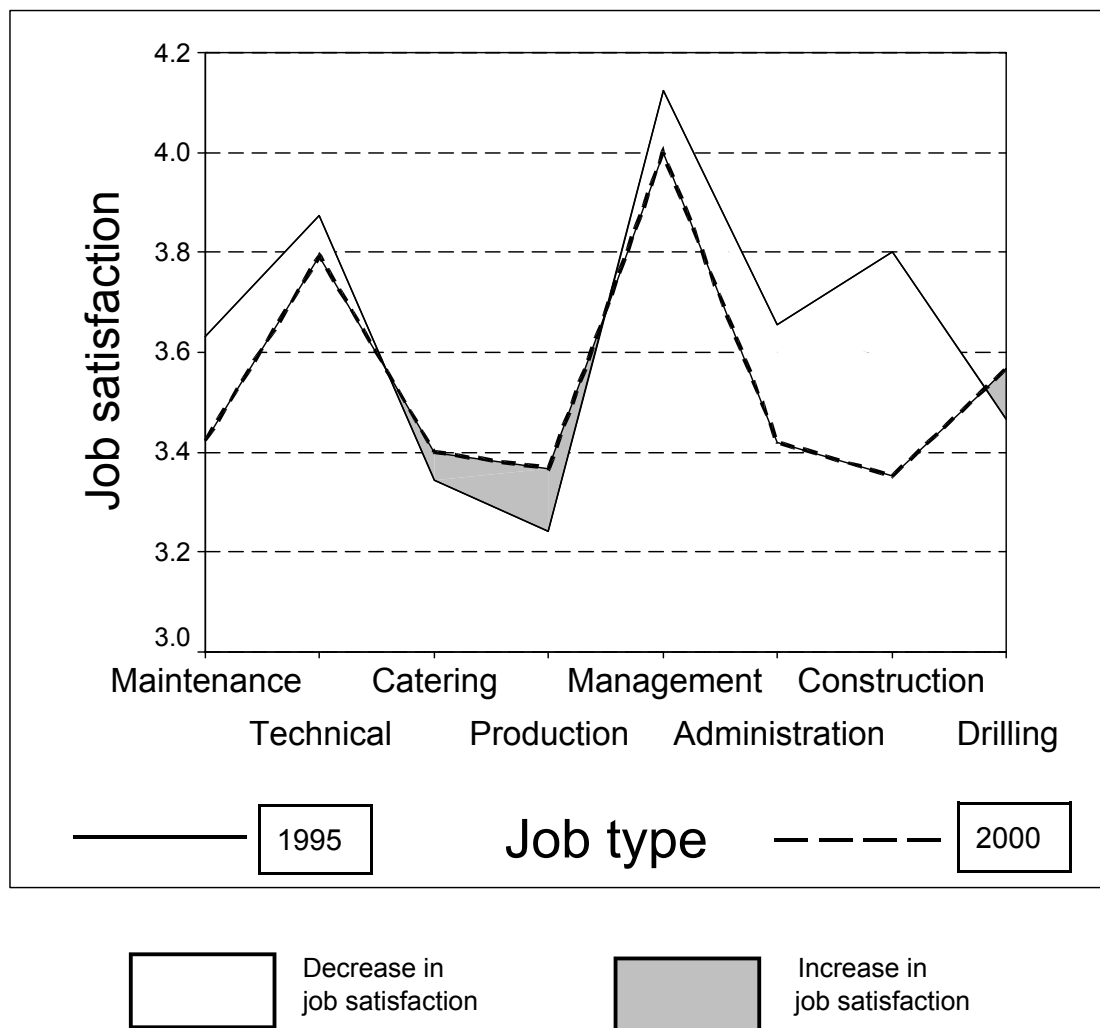 4.2
4.0
3.8
3.6
3.4
3.2
3.0
Job satisfaction
Maintenance Catering Management Construction
Technical Production Administration Drilling
1995 Job type 2000
Decrease in
job satisfaction
Increase in
job satisfaction